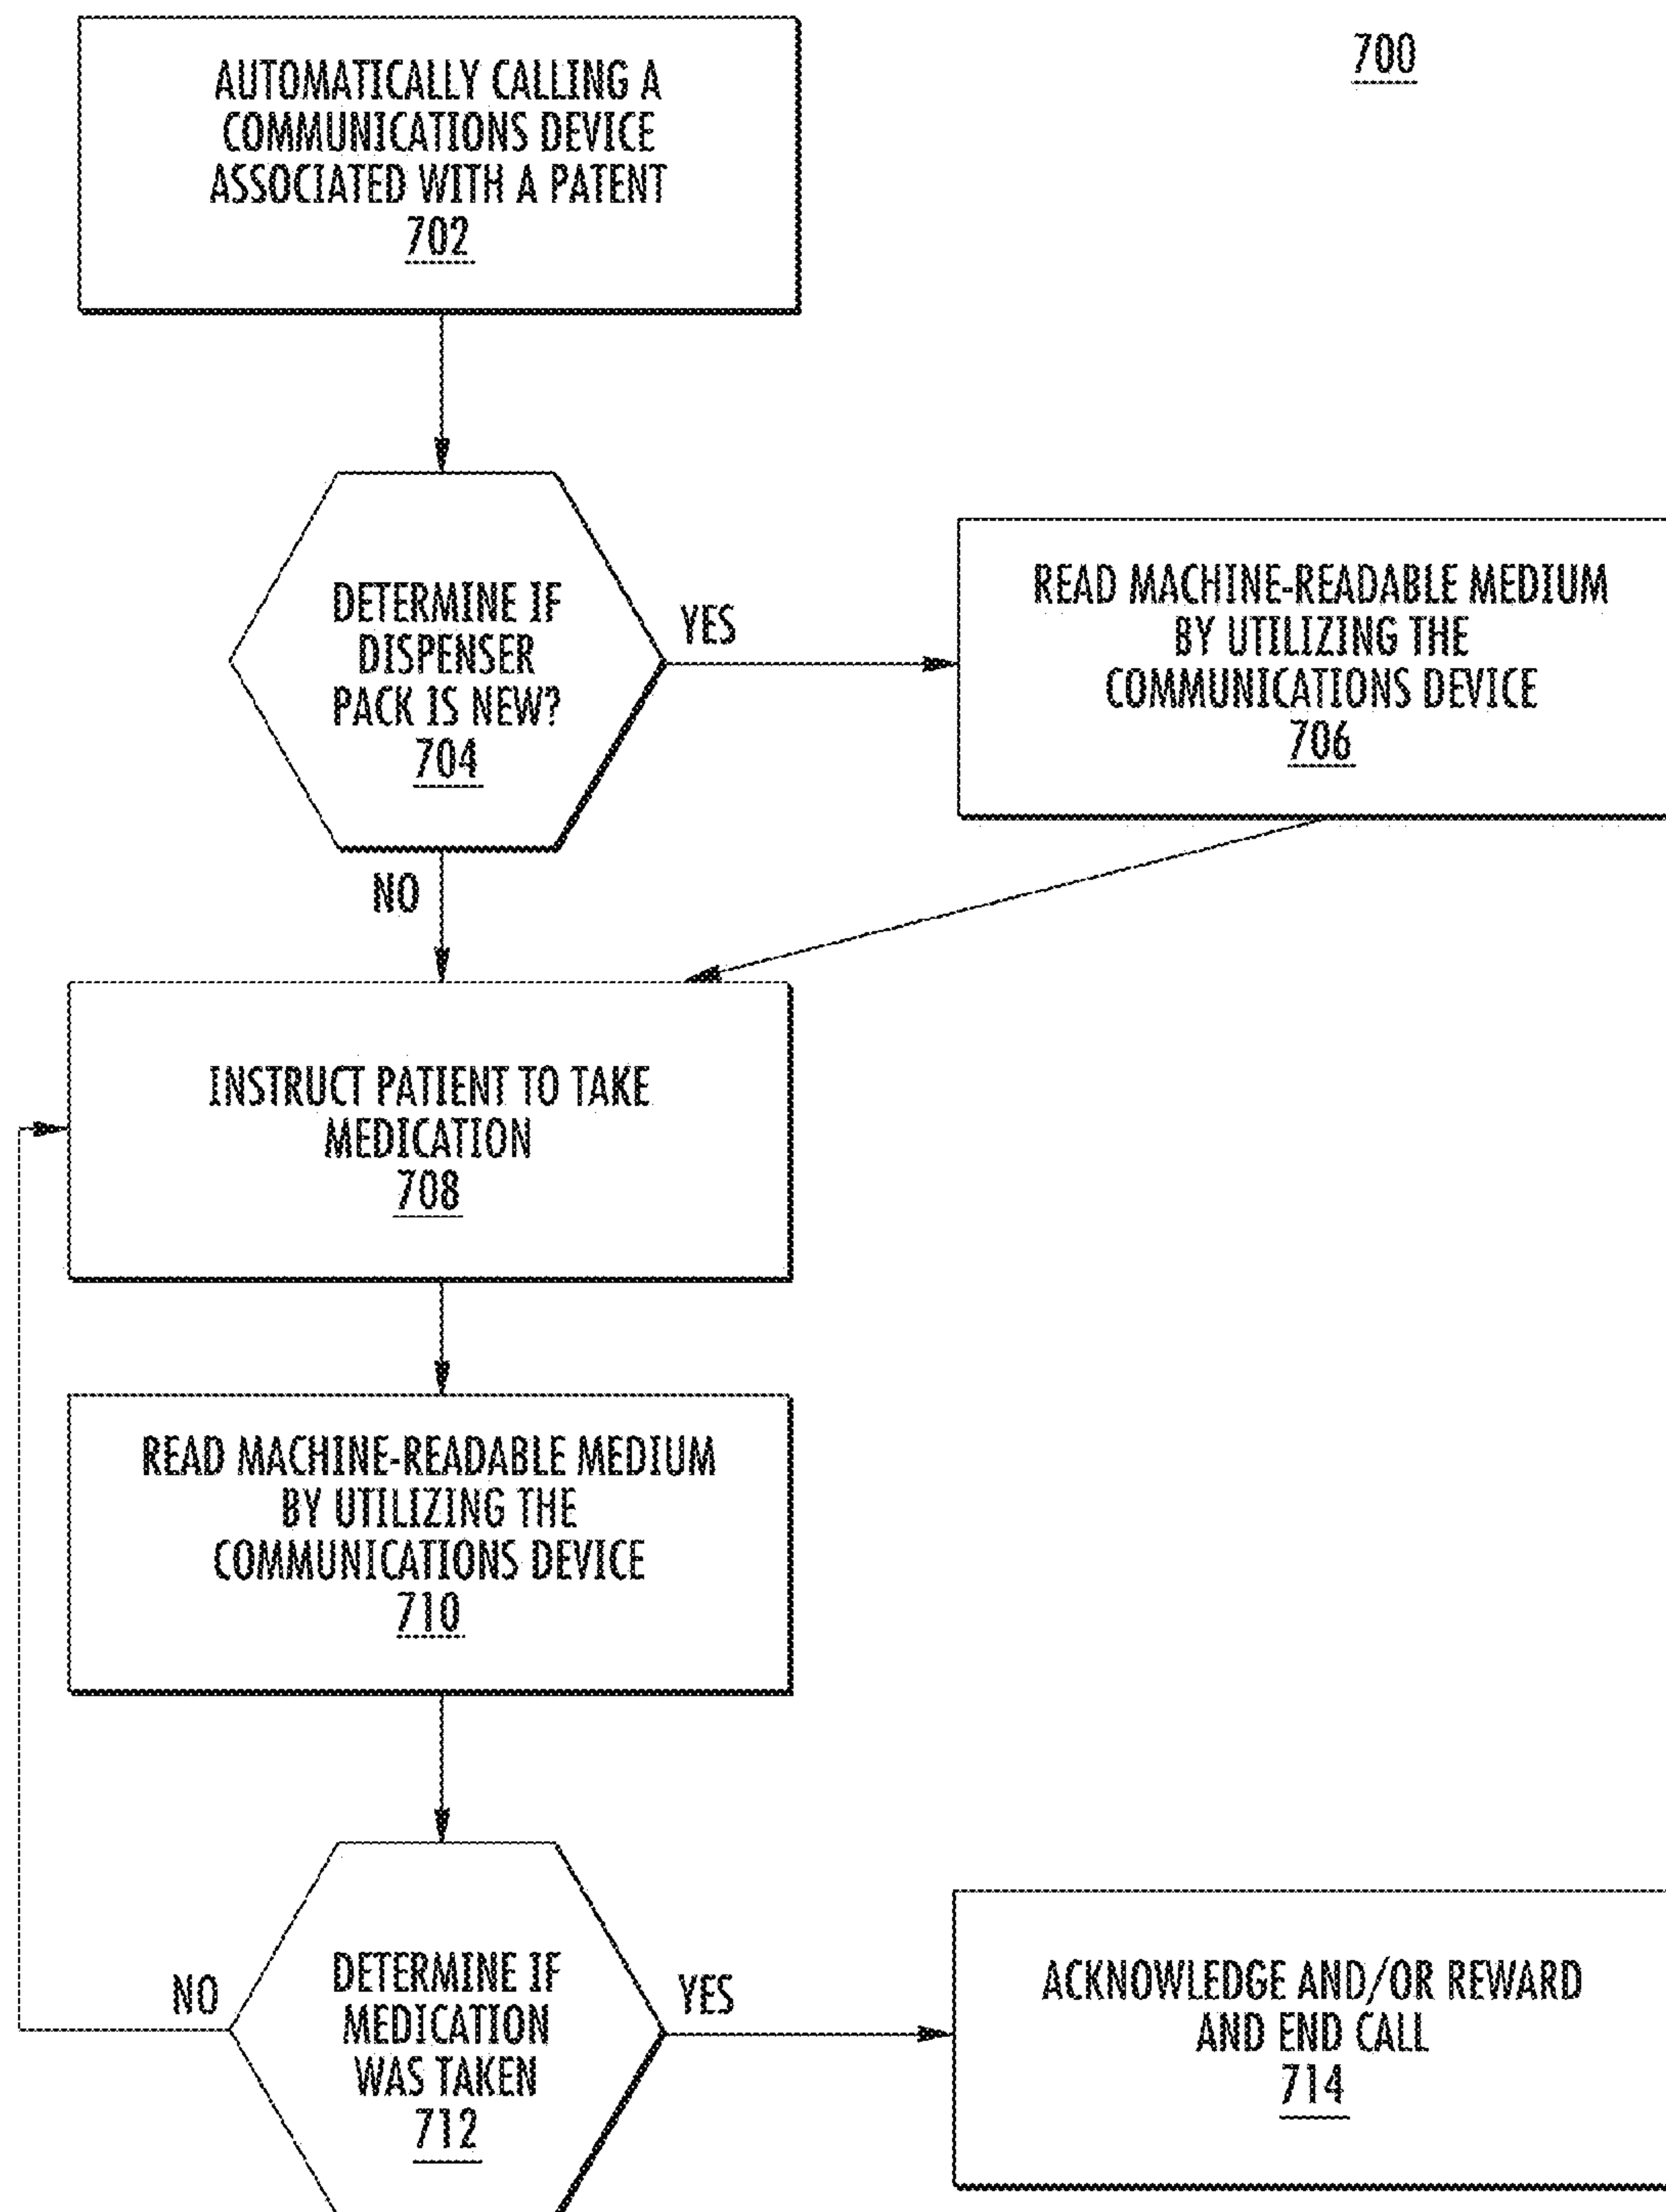 700
AUTOMATICALLY CALLING A
COMMUNICATIONS DEVICE
ASSOCIATED WITH A PATENT
702
DETERMINE IF
DISPENSER
PACK IS NEW?
704
YES
READ MACHINE-READABLE MEDIUM
BY UTILIZING THE
COMMUNICATIONS DEVICE
706
NO
INSTRUCT PATIENT TO TAKE
MEDICATION
708
READ MACHINE-READABLE MEDIUM
BY UTILIZING THE
COMMUNICATIONS DEVICE
710
NO
DETERMINE IF
MEDICATION
WAS TAKEN
712
YES
ACKNOWLEDGE AND/OR REWARD
AND END CALL
714